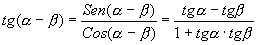 tg(α − β) = Sen(α − β) / Cos(α − β) = tgα − tgβ / 1 + tgα · tgβ